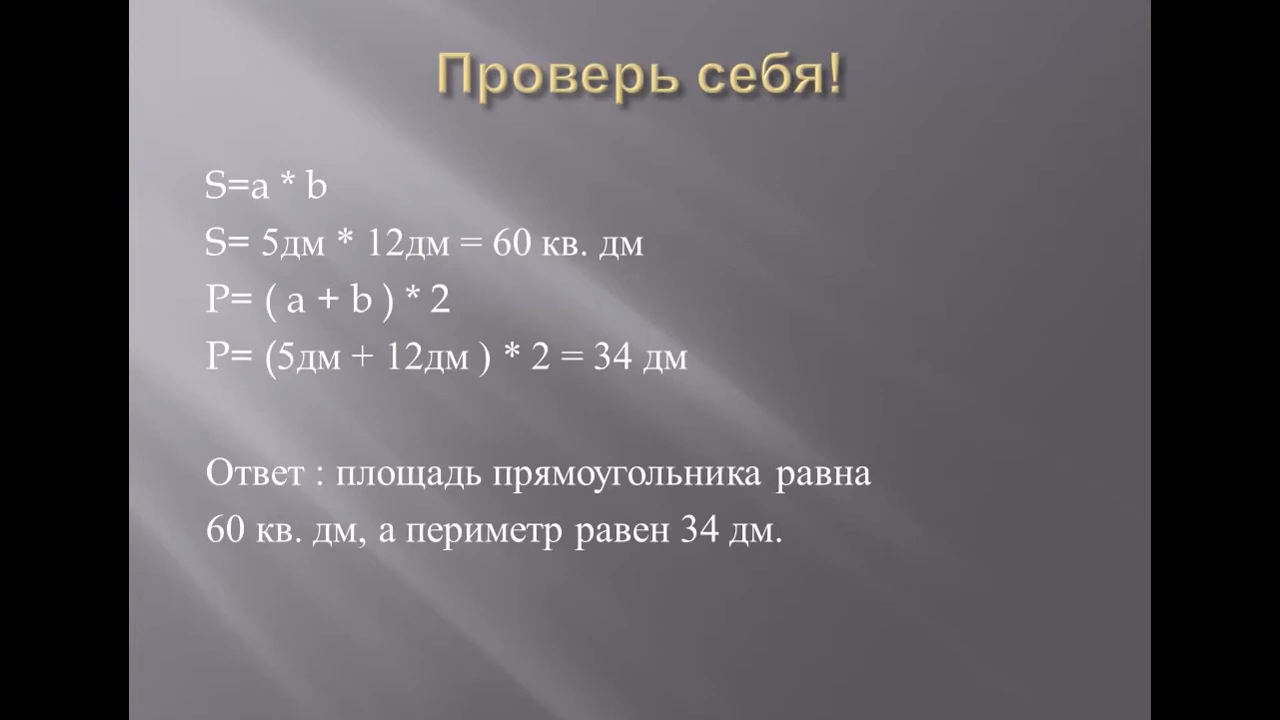 Проверь себя!
S=a * b
S= 5дм * 12дм = 60 кв. дм
P= ( a + b ) * 2
P= (5дм + 12дм ) * 2 = 34 дм
Ответ : площадь прямоугольника равна
60 кв. дм, а периметр равен 34 дм.